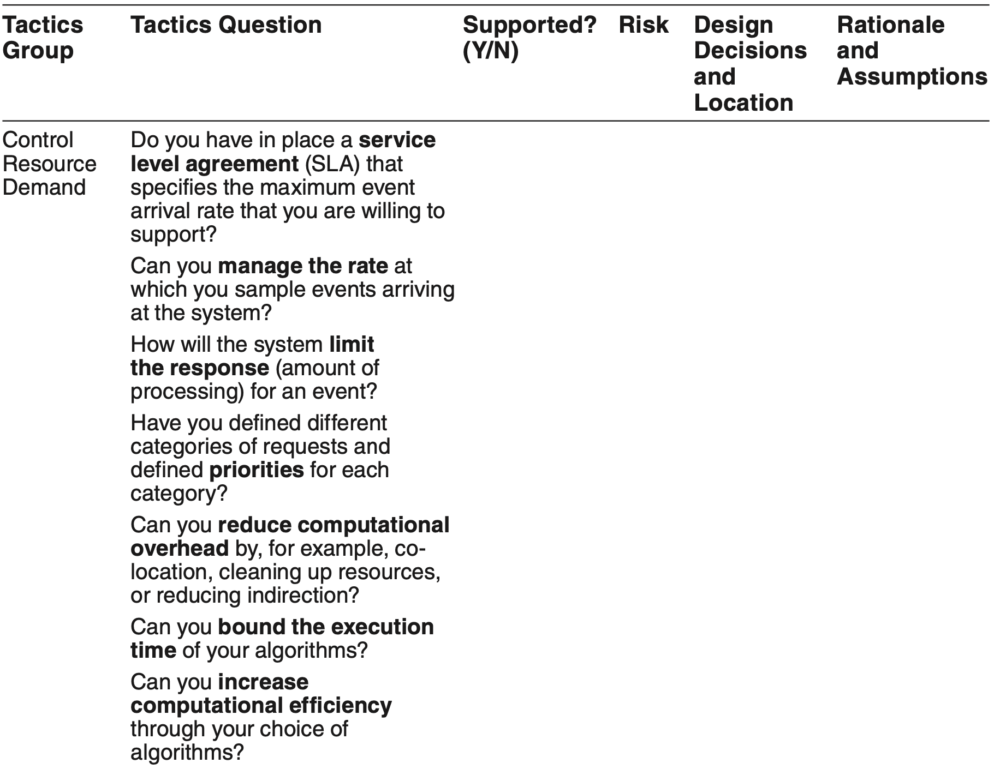 Tactics Group
Tactics Question
Supported? (Y/N)
Risk
Design Decisions and Location
Rationale and Assumptions
Control
Resource
Demand
Do you have in place a service
level agreement (SLA) that
specifies the maximum event
arrival rate that you are willing to
support?
Can you manage the rate at
which you sample events arriving
at the system?
How will the system limit
the response (amount of
processing) for an event?
Have you defined different
categories of requests and
defined priorities for each
category?
Can you reduce computational
overhead by, for example, co-
location, cleaning up resources,
or reducing indirection?
Can you bound the execution
time of your algorithms?
Can you increase
computational efficiency
through your choice of
algorithms?